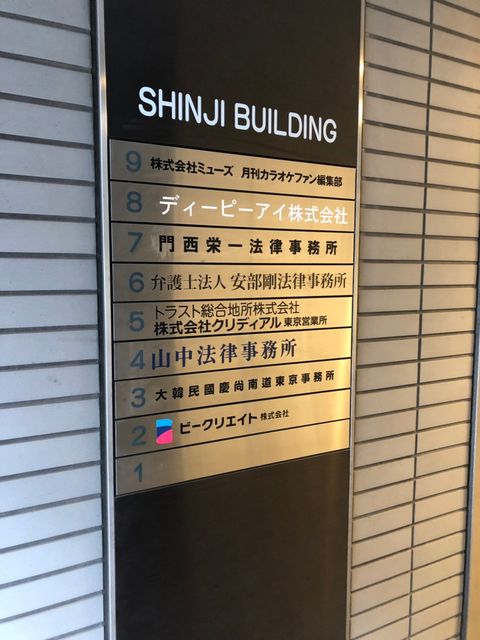 SHINJI BUILDING
9 株式会社ミューズ 月刊カラオケファン編集部
8 ディーピーアイ株式会社
7 門西栄一法律事務所
6 弁護士法人 安部剛法律事務所
5 トラスト総合地所株式会社
株式会社クリディアル 東京営業所
4 山中法律事務所
3 大韓民國慶尚南道東京事務所
2 ビークリエイト 株式会社
1